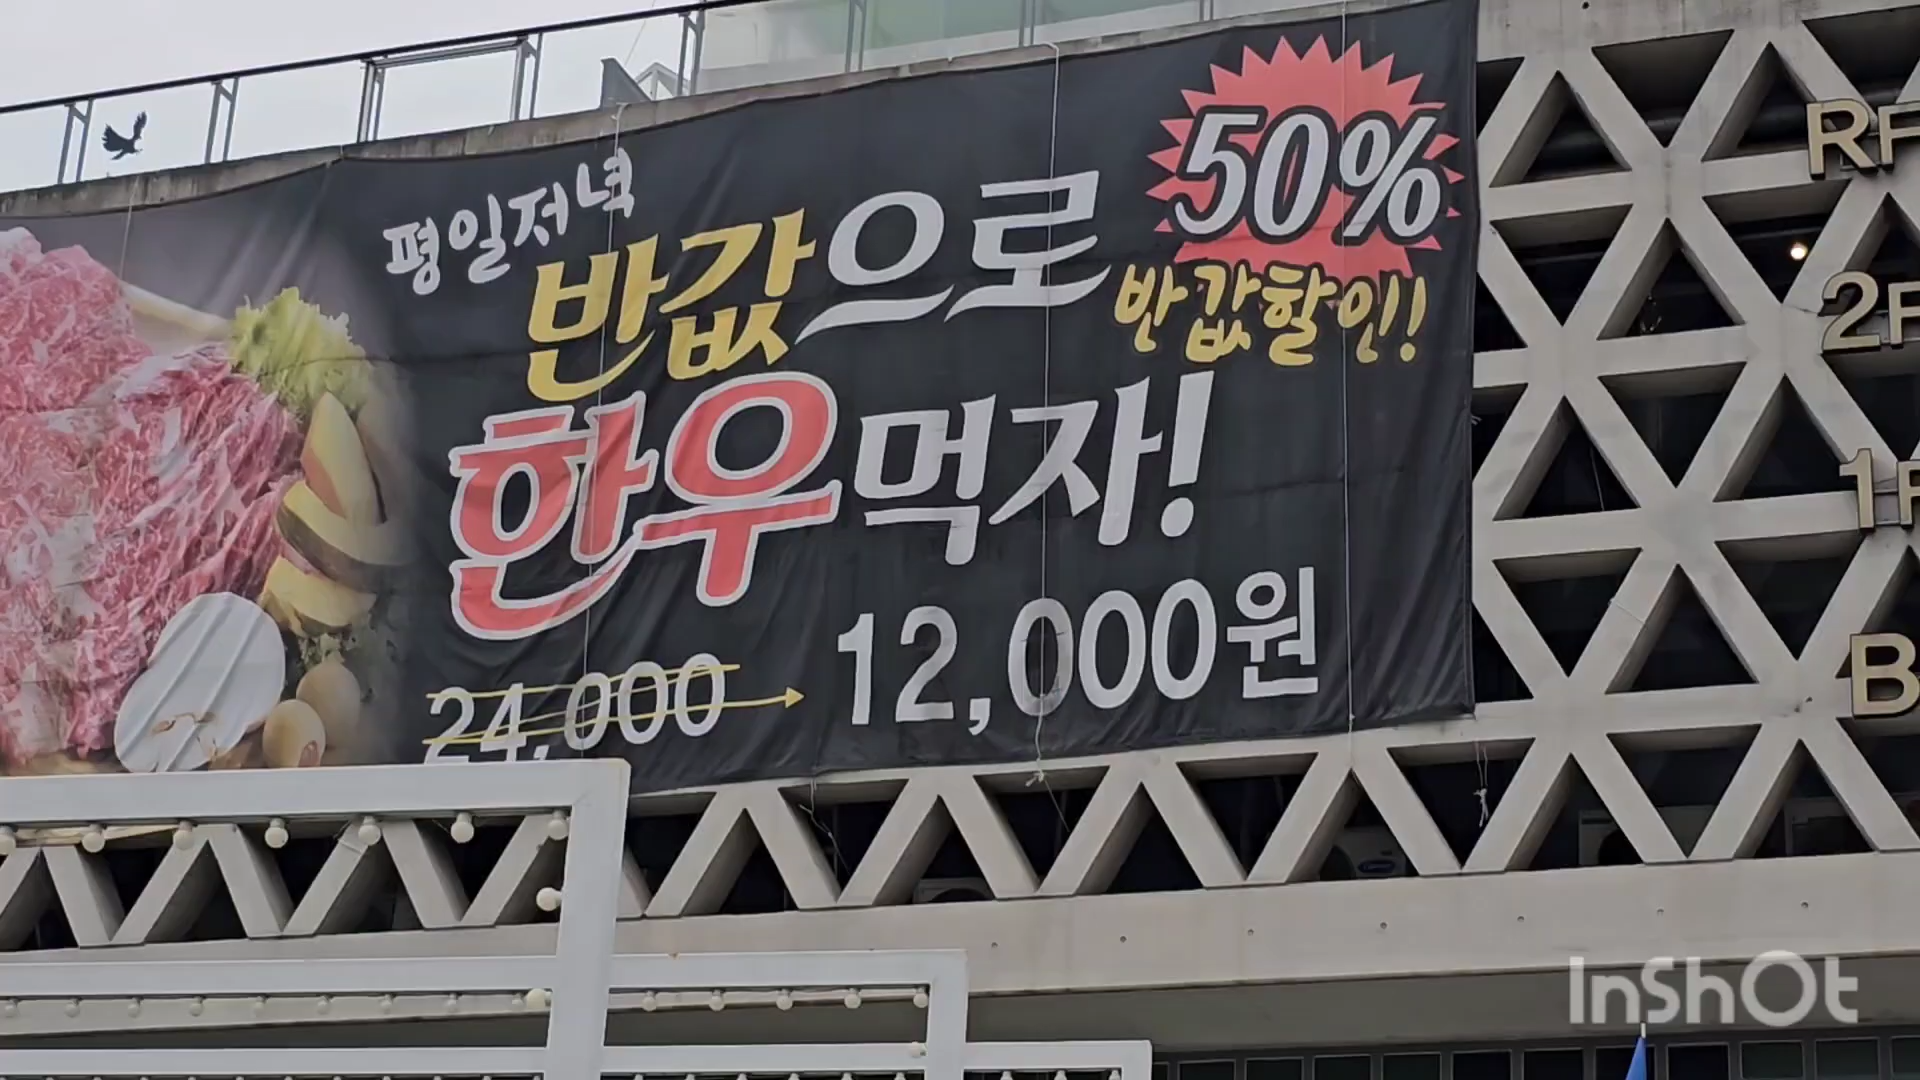 평일저녁
반값으로
50%
반값할인!
한우먹자!
24,000
12,000원
RF
2F
1F
B
InShOt